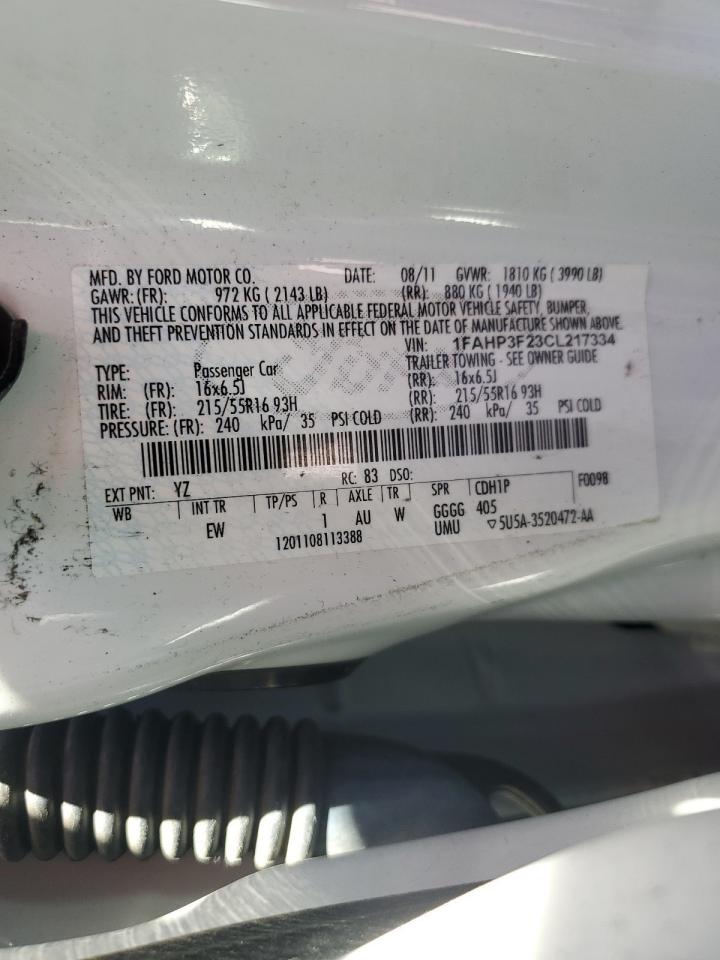 MFD. BY FORD MOTOR CO. DATE: 08/11 GVWR: 1810 KG ( 3990 LB)
GAWR: (FR): 972 KG ( 2143 LB) (RR): 880 KG ( 1940 LB)
THIS VEHICLE CONFORMS TO ALL APPLICABLE FEDERAL MOTOR VEHICLE SAFETY, BUMPER,
AND THEFT PREVENTION STANDARDS IN EFFECT ON THE DATE OF MANUFACTURE SHOWN ABOVE.
VIN: 1FAHP3F23CL217334
TYPE: Passenger Car TRAILER TOWING - SEE OWNER GUIDE
RIM: (FR): 16x6.5J (RR): 16x6.5J
TIRE: (FR): 215/55R16 93H (RR): 215/55R16 93H
PRESSURE: (FR): 240 kPa/ 35 PSI COLD (RR): 240 kPa/ 35 PSI COLD
EXT PNT: YZ RC: 83 DSO: F0098
WB INT TR TP/PS R AXLE TR SPR CDH1P
EW 1 AU W GGGG 405
UMU ▽5U5A-3520472-AA
1201108113388